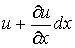 u + ∂u/∂x dx